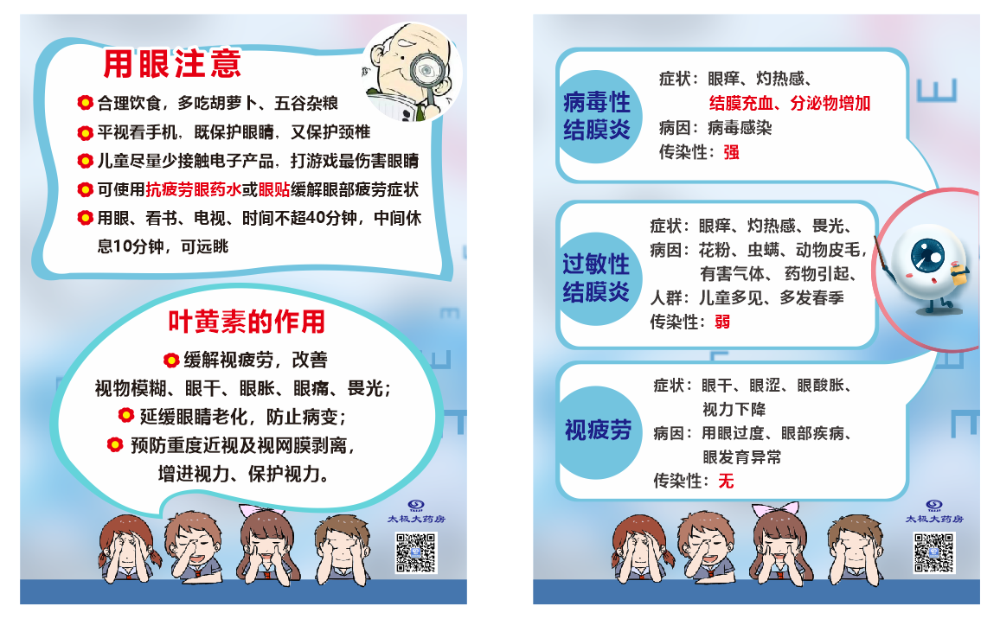 用眼注意
合理饮食，多吃胡萝卜、五谷杂粮
平视看手机，既保护眼睛，又保护颈椎
儿童尽量少接触电子产品，打游戏最伤害眼睛
可使用抗疲劳眼药水或眼贴缓解眼部疲劳症状
用眼、看书、电视、时间不超40分钟，中间休
息10分钟，可远眺
叶黄素的作用
缓解视疲劳，改善
视物模糊、眼干、眼胀、眼痛、畏光；
延缓眼睛老化，防止病变；
预防重度近视及视网膜剥离，
增进视力、保护视力。
太极大药房
病毒性
结膜炎
症状：眼痒、灼热感、
结膜充血、分泌物增加
病因：病毒感染
传染性：强
过敏性
结膜炎
症状：眼痒、灼热感、畏光、
病因：花粉、虫螨、动物皮毛，
有害气体、药物引起、
人群：儿童多见、多发春季
传染性：弱
视疲劳
症状：眼干、眼涩、眼酸胀、
视力下降
病因：用眼过度、眼部疾病、
眼发育异常
传染性：无
太极大药房